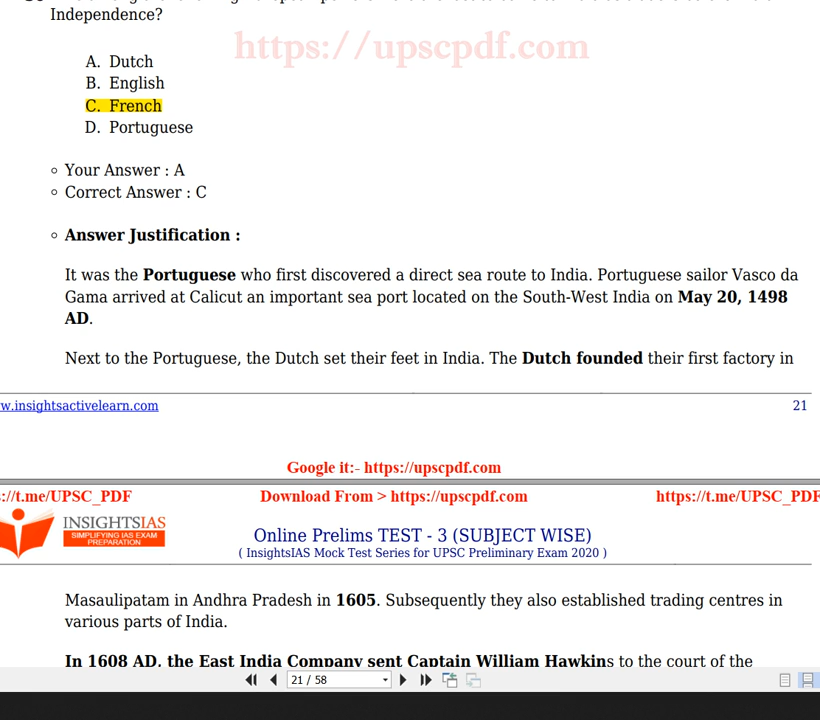 Independence?
https://upscpdf.com
A. Dutch
B. English
C. French
D. Portuguese
Your Answer : A
Correct Answer : C
Answer Justification :
It was the Portuguese who first discovered a direct sea route to India. Portuguese sailor Vasco da
Gama arrived at Calicut an important sea port located on the South-West India on May 20, 1498
AD.
Next to the Portuguese, the Dutch set their feet in India. The Dutch founded their first factory in
w.insightsactivelearn.com
21
Google it:- https://upscpdf.com
s://t.me/UPSC_PDF
Download From > https://upscpdf.com
https://t.me/UPSC_PDF
INSIGHTSIAS
SIMPLIFYING IAS EXAM
PREPARATION
Online Prelims TEST - 3 (SUBJECT WISE)
( InsightsIAS Mock Test Series for UPSC Preliminary Exam 2020 )
Masaulipatam in Andhra Pradesh in 1605. Subsequently they also established trading centres in
various parts of India.
In 1608 AD, the East India Company sent Captain William Hawkins to the court of the
21 / 58